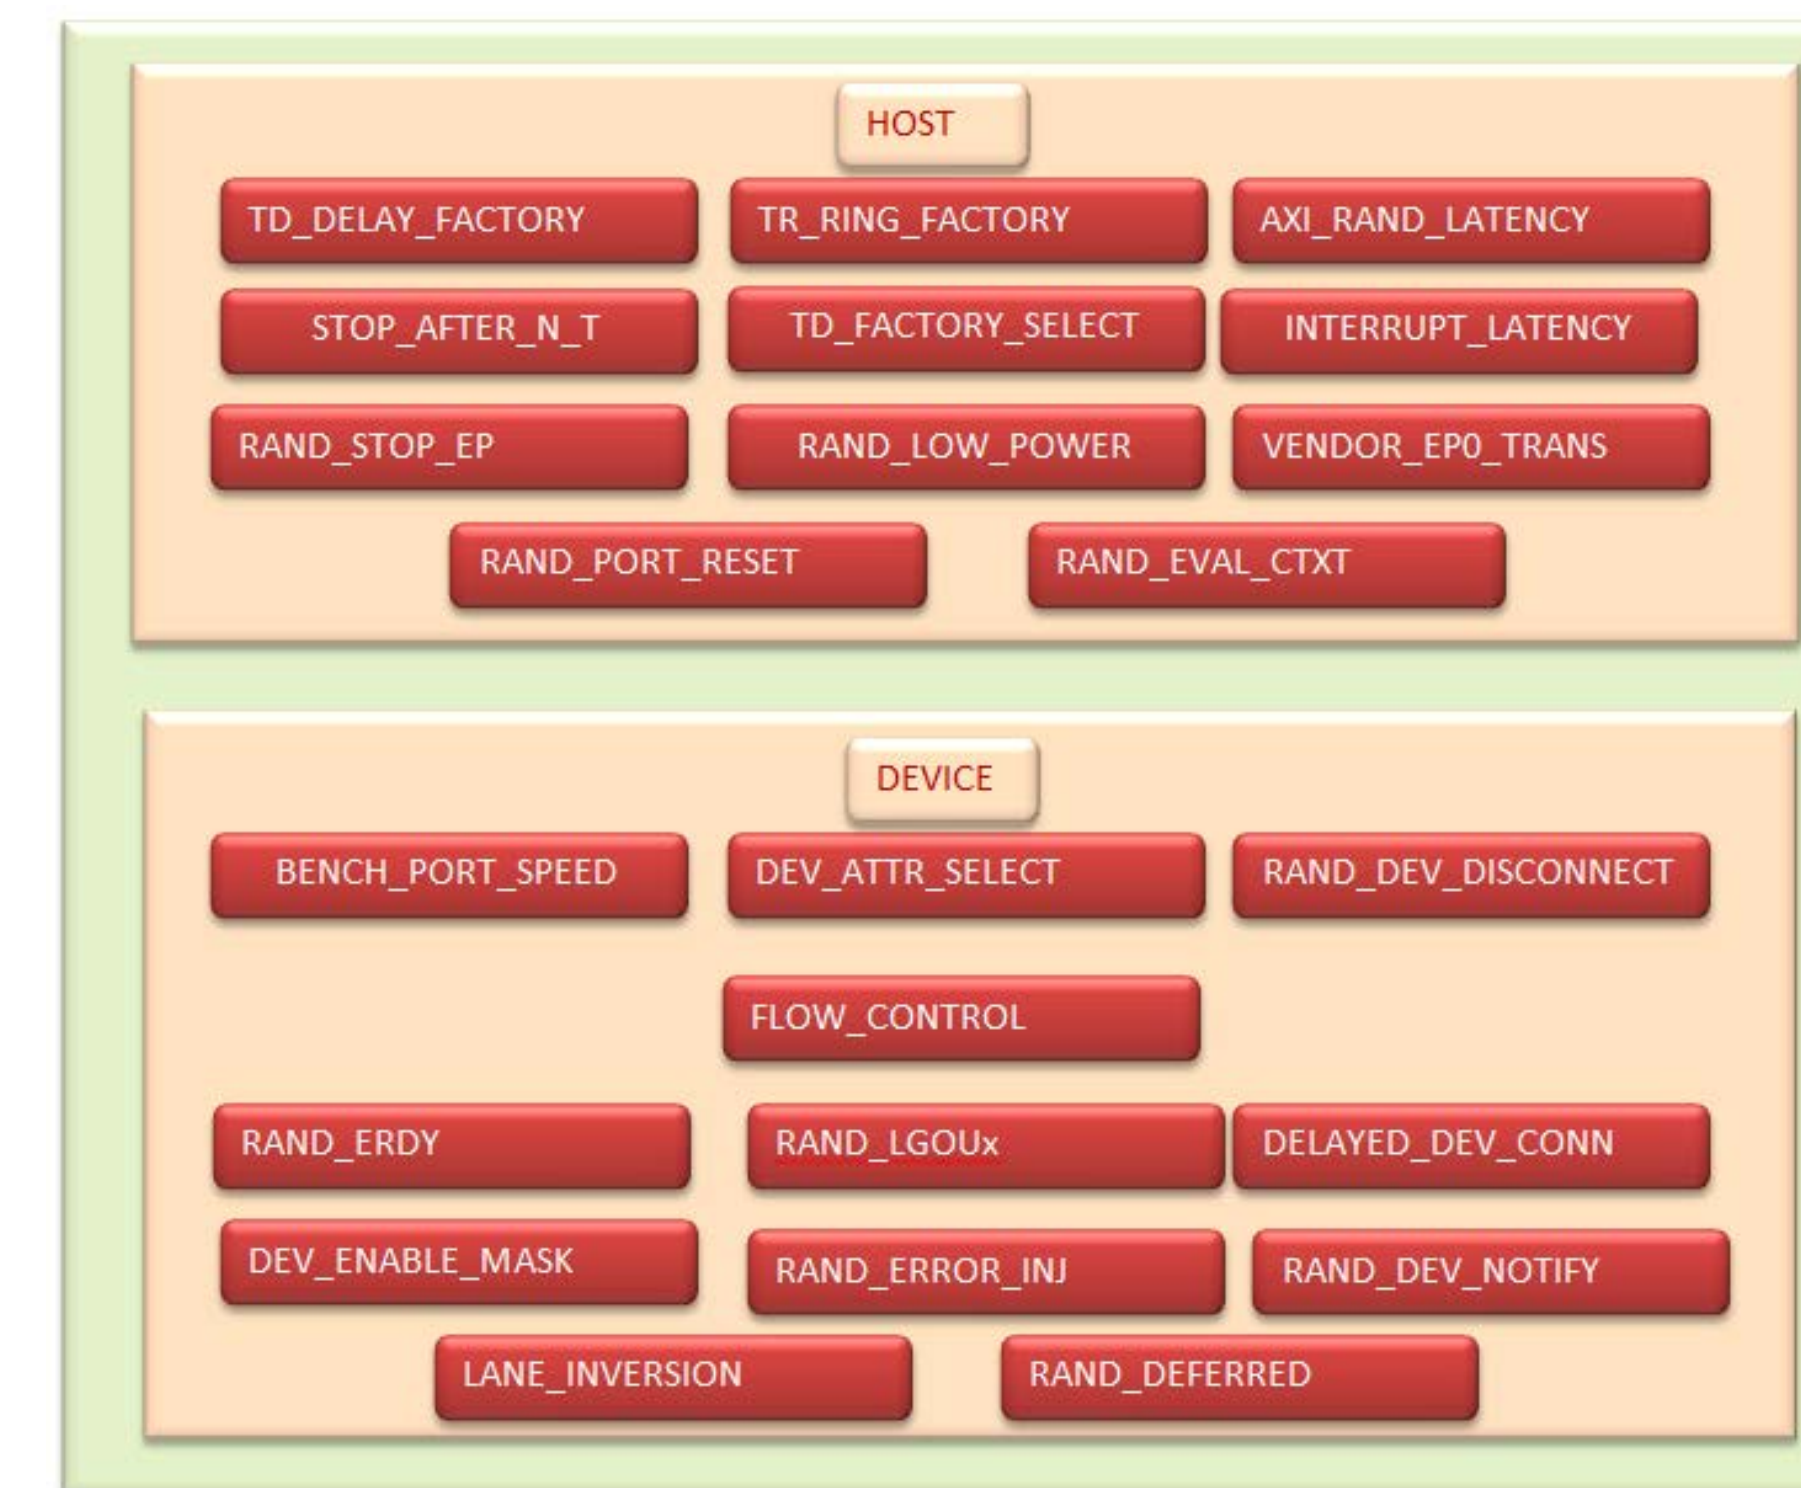 HOST
TD_DELAY_FACTORY
TR_RING_FACTORY
AXI_RAND_LATENCY
STOP_AFTER_N_T
TD_FACTORY_SELECT
INTERRUPT_LATENCY
RAND_STOP_EP
RAND_LOW_POWER
VENDOR_EP0_TRANS
RAND_PORT_RESET
RAND_EVAL_CTXT
DEVICE
BENCH_PORT_SPEED
DEV_ATTR_SELECT
RAND_DEV_DISCONNECT
FLOW_CONTROL
RAND_ERDY
RAND_LGOUx
DELAYED_DEV_CONN
DEV_ENABLE_MASK
RAND_ERROR_INJ
RAND_DEV_NOTIFY
LANE_INVERSION
RAND_DEFERRED